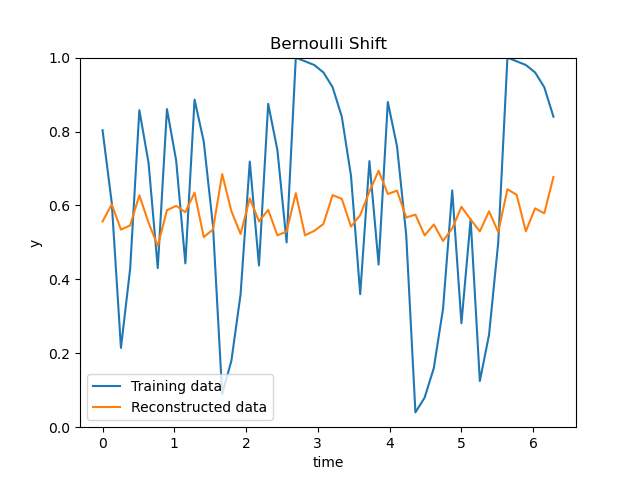 Bernoulli Shift
1.0
0.8
0.6
0.4
0.2
0.0
y
Training data
Reconstructed data
0 1 2 3 4 5 6
time